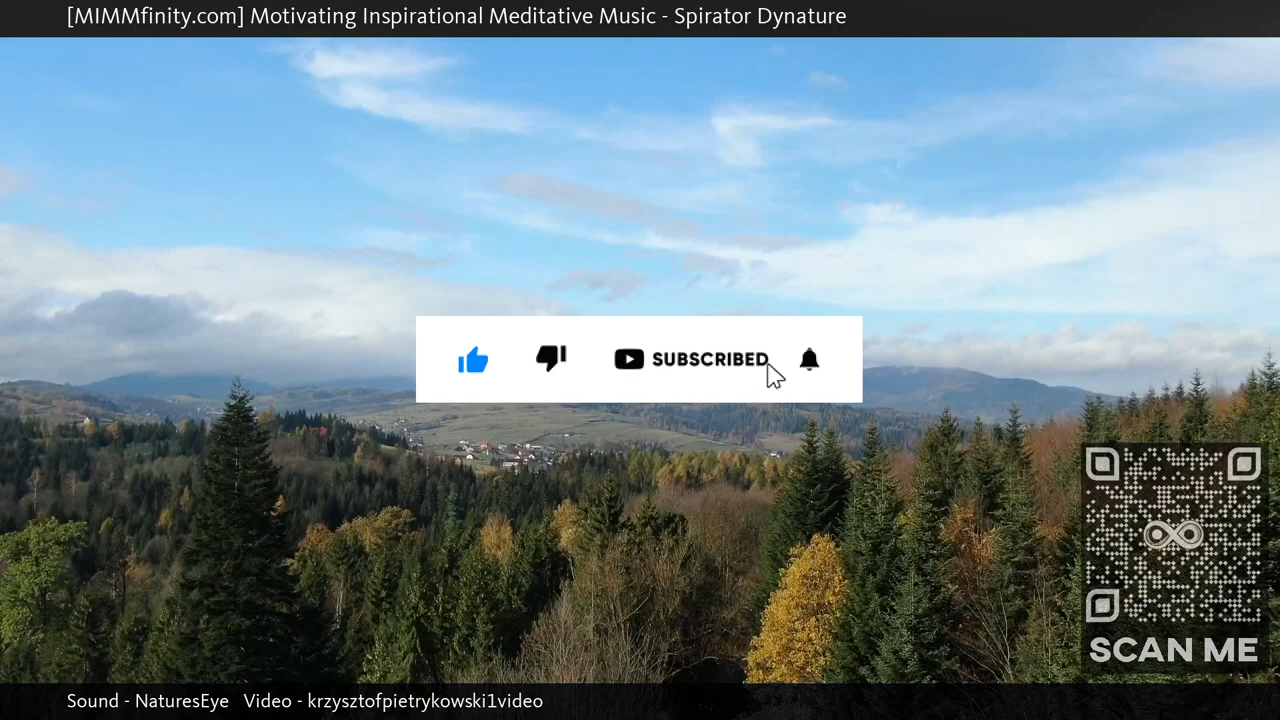 [MIMMfinity.com] Motivating Inspirational Meditative Music - Spirator Dynature
SUBSCRIBED
SCAN ME
Sound - NaturesEye   Video - krzysztofpietrykowski1video